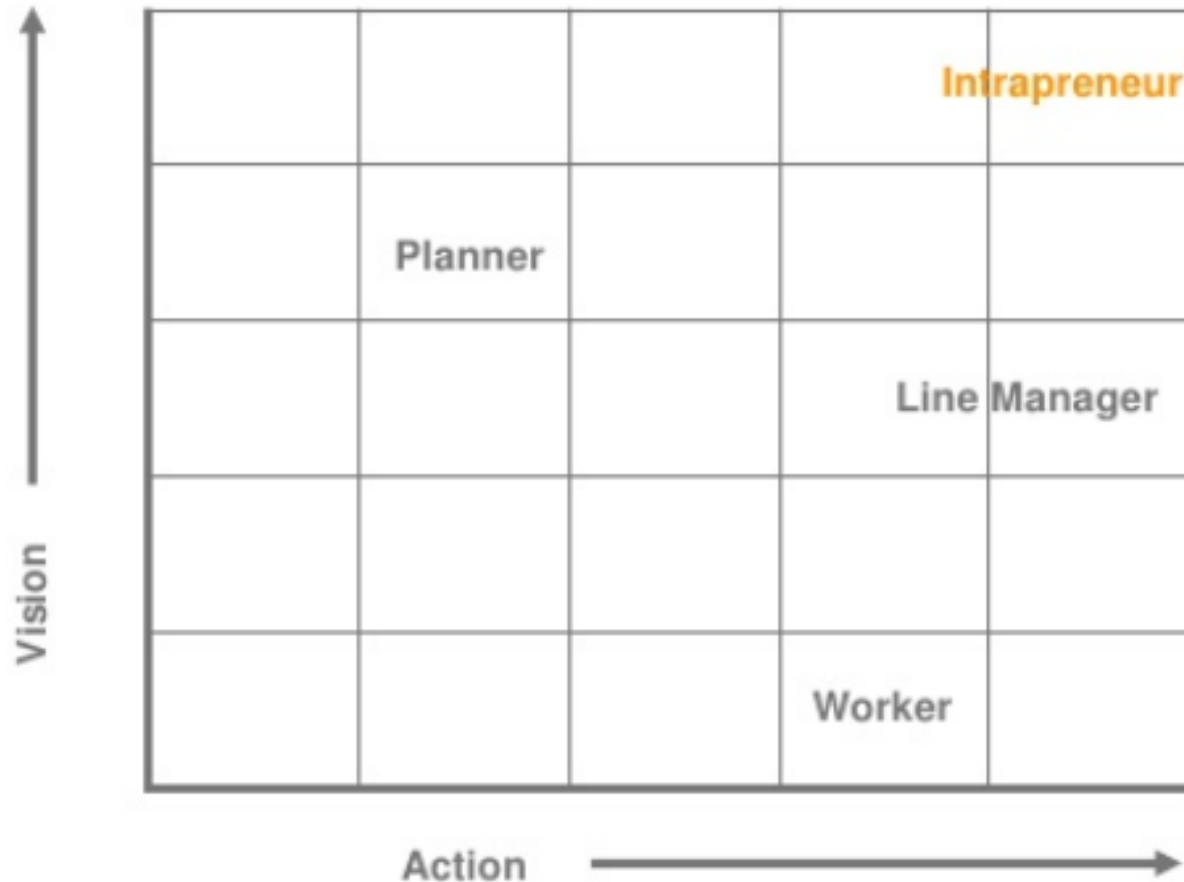 Intrapreneur
Planner
Line Manager
Vision
Worker
Action